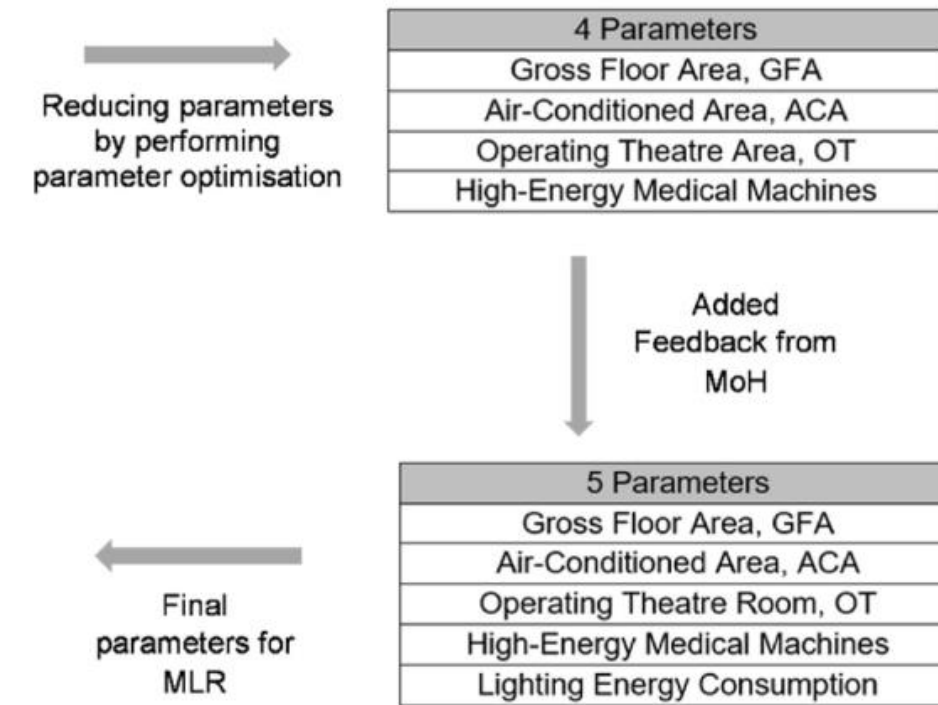 Reducing parameters
by performing
parameter optimisation
4 Parameters
Gross Floor Area, GFA
Air-Conditioned Area, ACA
Operating Theatre Area, OT
High-Energy Medical Machines
Added
Feedback from
MoH
5 Parameters
Gross Floor Area, GFA
Air-Conditioned Area, ACA
Operating Theatre Room, OT
High-Energy Medical Machines
Lighting Energy Consumption
Final
parameters for
MLR